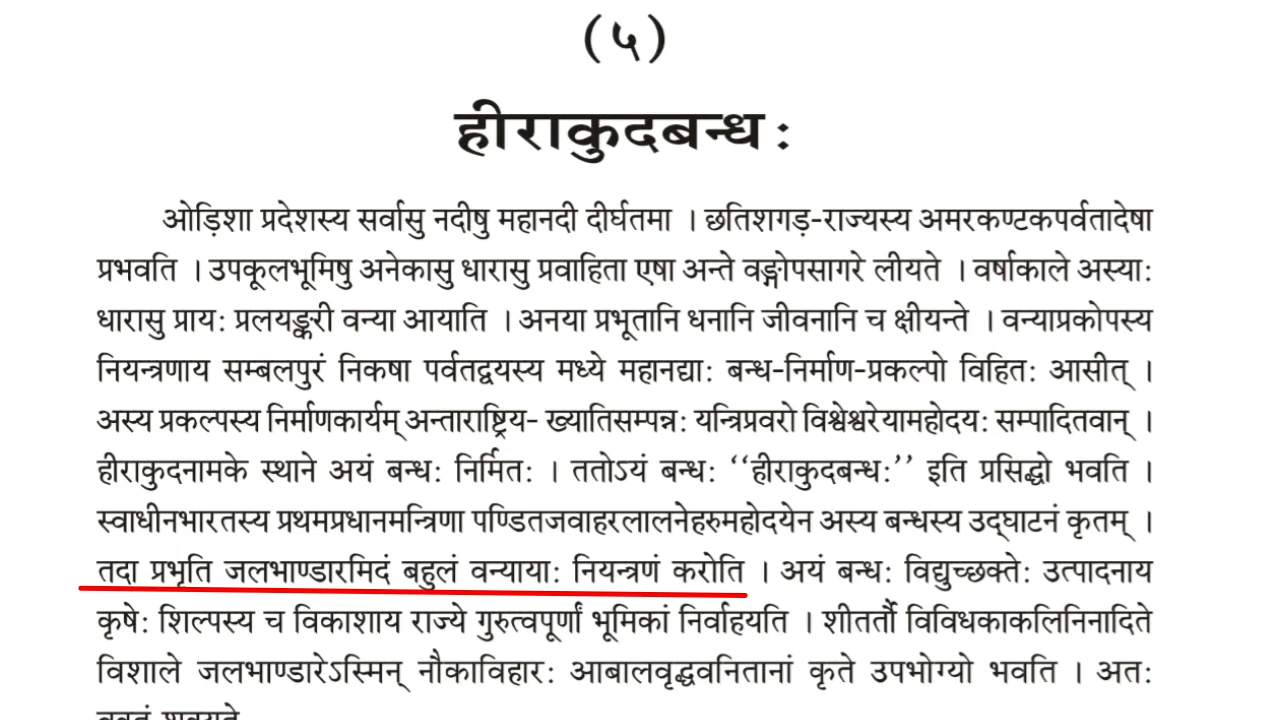 (५)
हीराकुदबन्धः
ओड़िशा प्रदेशस्य सर्वासु नदीषु महानदी दीर्घतमा । छतिशगड़-राज्यस्य अमरकण्टकपर्वतादेषा
प्रभवति । उपकूलभूमिषु अनेकासु धारासु प्रवाहिता एषा अन्ते वङ्गोपसागरे लीयते । वर्षाकाले अस्याः
धारासु प्रायः प्रलयङ्करी वन्या आयाति । अनया प्रभूतानि धनानि जीवनानि च क्षीयन्ते । वन्याप्रकोपस्य
नियन्त्रणाय सम्बलपुरं निकषा पर्वतद्वयस्य मध्ये महानद्याः बन्ध-निर्माण-प्रकल्पो विहितः आसीत् ।
अस्य प्रकल्पस्य निर्माणकार्यम् अन्ताराष्ट्रिय- ख्यातिसम्पन्नः यन्त्रिप्रवरो विश्वेश्वरेयामहोदयः सम्पादितवान् ।
हीराकुदनामके स्थाने अयं बन्धः निर्मितः । ततोऽयं बन्धः ‘‘हीराकुदबन्धः’’ इति प्रसिद्धो भवति ।
स्वाधीनभारतस्य प्रथमप्रधानमन्त्रिणा पण्डितजवाहरलालनेहरुमहोदयेन अस्य बन्धस्य उद्‌घाटनं कृतम् ।
तदा प्रभृति जलभाण्डारमिदं बहुलं वन्यायाः नियन्त्रणं करोति । अयं बन्धः विद्युच्छक्तेः उत्पादनाय
कृषेः शिल्पस्य च विकाशाय राज्ये गुरुत्वपूर्णां भूमिकां निर्वाहयति । शीतर्तौ विविधकाकलिनिनादिते
विशाले जलभाण्डारेऽस्मिन् नौकाविहारः आबालवृद्धवनितानां कृते उपभोग्यो भवति । अतः